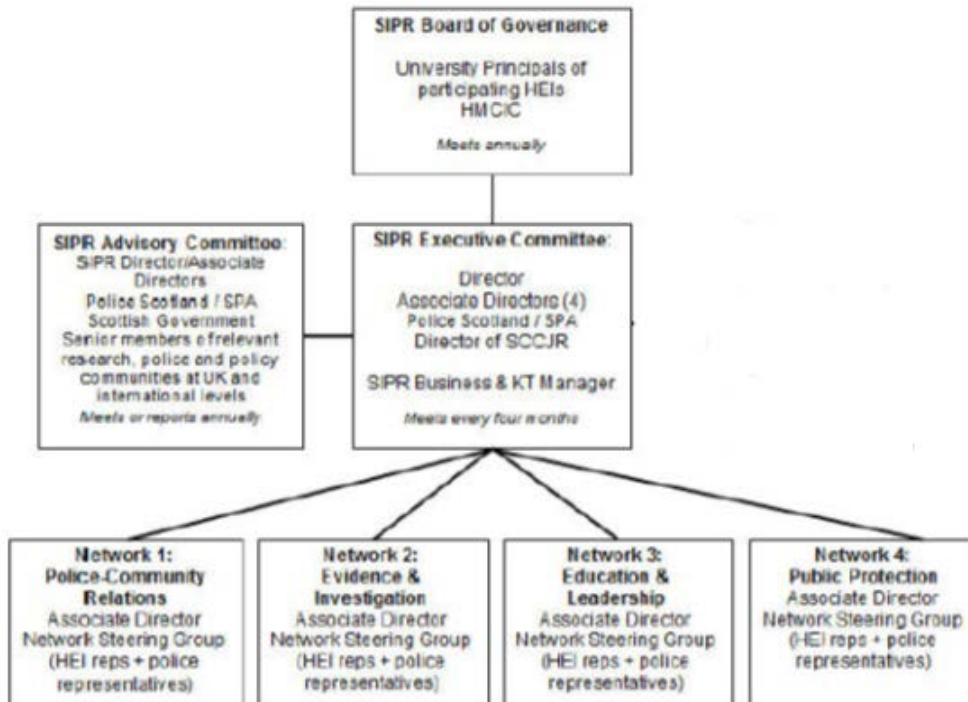 SIPR Board of Governance
University Principals of
participating HEIs
HMCIC
Meets annually
SIPR Advisory Committee:
SIPR Director/Associate
Directors
Police Scotland / SPA
Scottish Government
Senior members of relevant
research, police and policy
communities at UK and
international levels
Meets or reports annually
SIPR Executive Committee:
Director
Associate Directors (4)
Police Scotland / SPA
Director of SCCJR
SIPR Business & KT Manager
Meets every four months
Network 1:
Police-Community
Relations
Associate Director
Network Steering Group
(HEI reps + police
representatives)
Network 2:
Evidence &
Investigation
Associate Director
Network Steering Group
(HEI reps + police
representatives)
Network 3:
Education &
Leadership
Associate Director
Network Steering Group
(HEI reps + police
representatives)
Network 4:
Public Protection
Associate Director
Network Steering Group
(HEI reps + police
representatives)